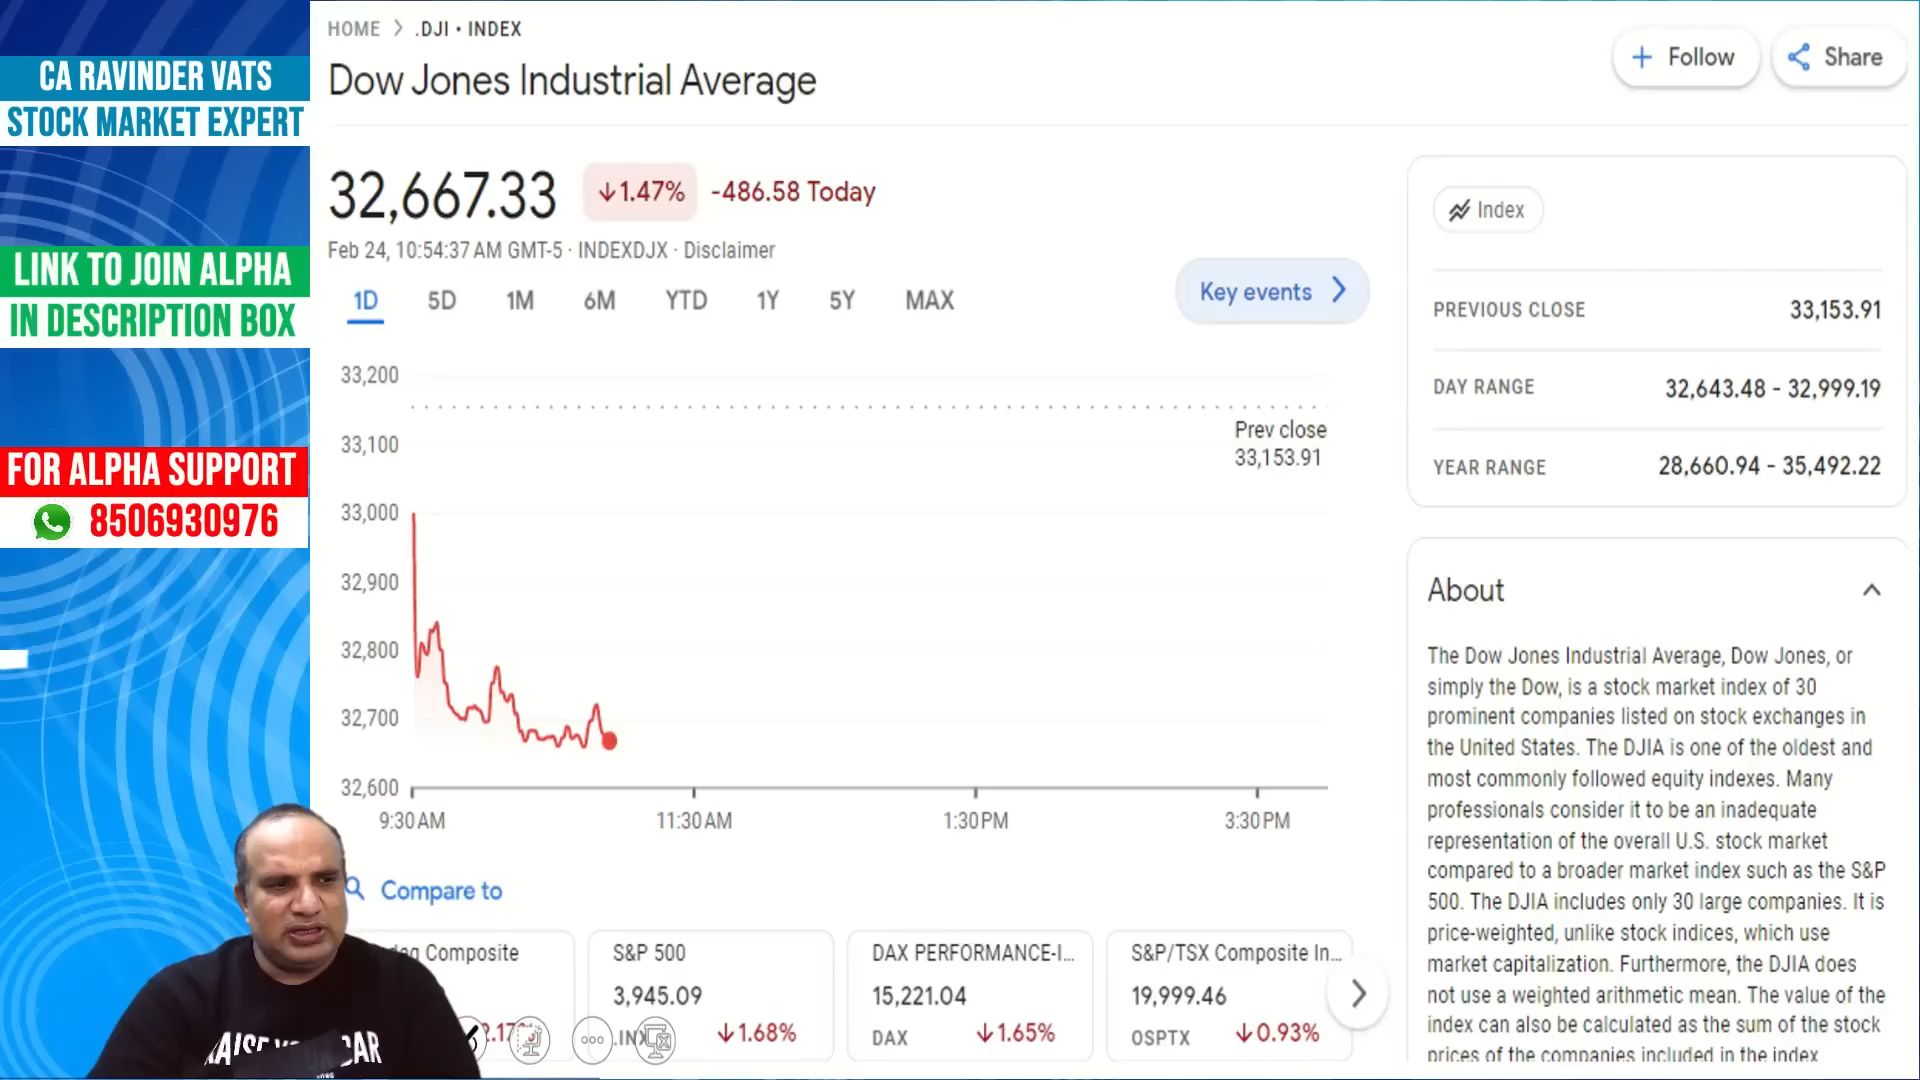 CA RAVINDER VATS
STOCK MARKET EXPERT
LINK TO JOIN ALPHA
IN DESCRIPTION BOX
FOR ALPHA SUPPORT
8506930976
HOME > .DJI • INDEX
Dow Jones Industrial Average
+ Follow
Share
32,667.33 ↓1.47% -486.58 Today
Feb 24, 10:54:37 AM GMT-5 · INDEXDJX · Disclaimer
1D 5D 1M 6M YTD 1Y 5Y MAX
Key events
33,200
33,100
33,000
32,900
32,800
32,700
32,600
Prev close
33,153.91
9:30 AM 11:30 AM 1:30 PM 3:30 PM
Compare to
Composite
S&P 500
3,945.09
.INX ↓1.68%
DAX PERFORMANCE-I...
15,221.04
DAX ↓1.65%
S&P/TSX Composite In...
19,999.46
OSPTX ↓0.93%
Index
PREVIOUS CLOSE 33,153.91
DAY RANGE 32,643.48 - 32,999.19
YEAR RANGE 28,660.94 - 35,492.22
About
The Dow Jones Industrial Average, Dow Jones, or
simply the Dow, is a stock market index of 30
prominent companies listed on stock exchanges in
the United States. The DJIA is one of the oldest and
most commonly followed equity indexes. Many
professionals consider it to be an inadequate
representation of the overall U.S. stock market
compared to a broader market index such as the S&P
500. The DJIA includes only 30 large companies. It is
price-weighted, unlike stock indices, which use
market capitalization. Furthermore, the DJIA does
not use a weighted arithmetic mean. The value of the
index can also be calculated as the sum of the stock
prices of the companies included in the index